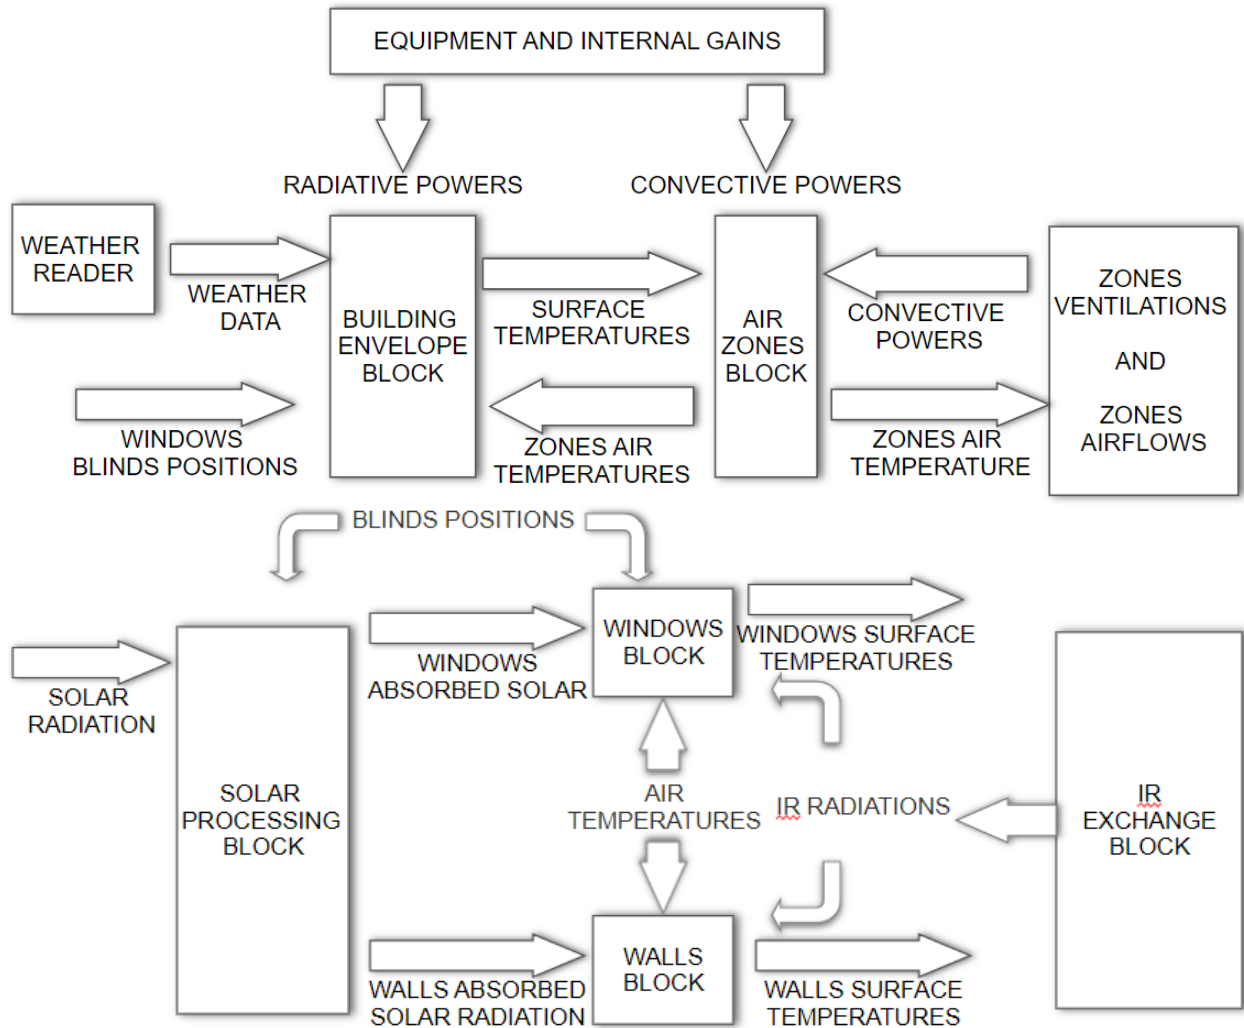 EQUIPMENT AND INTERNAL GAINS
RADIATIVE POWERS
CONVECTIVE POWERS
WEATHER
READER
WEATHER
DATA
BUILDING
ENVELOPE
BLOCK
SURFACE
TEMPERATURES
AIR
ZONES
BLOCK
CONVECTIVE
POWERS
ZONES
VENTILATIONS
AND
ZONES
AIRFLOWS
WINDOWS
BLINDS POSITIONS
ZONES AIR
TEMPERATURES
ZONES AIR
TEMPERATURE
BLINDS POSITIONS
SOLAR
RADIATION
SOLAR
PROCESSING
BLOCK
WINDOWS
ABSORBED SOLAR
WINDOWS
BLOCK
WINDOWS SURFACE
TEMPERATURES
AIR
TEMPERATURES
IR RADIATIONS
IR
EXCHANGE
BLOCK
WALLS ABSORBED
SOLAR RADIATION
WALLS
BLOCK
WALLS SURFACE
TEMPERATURES